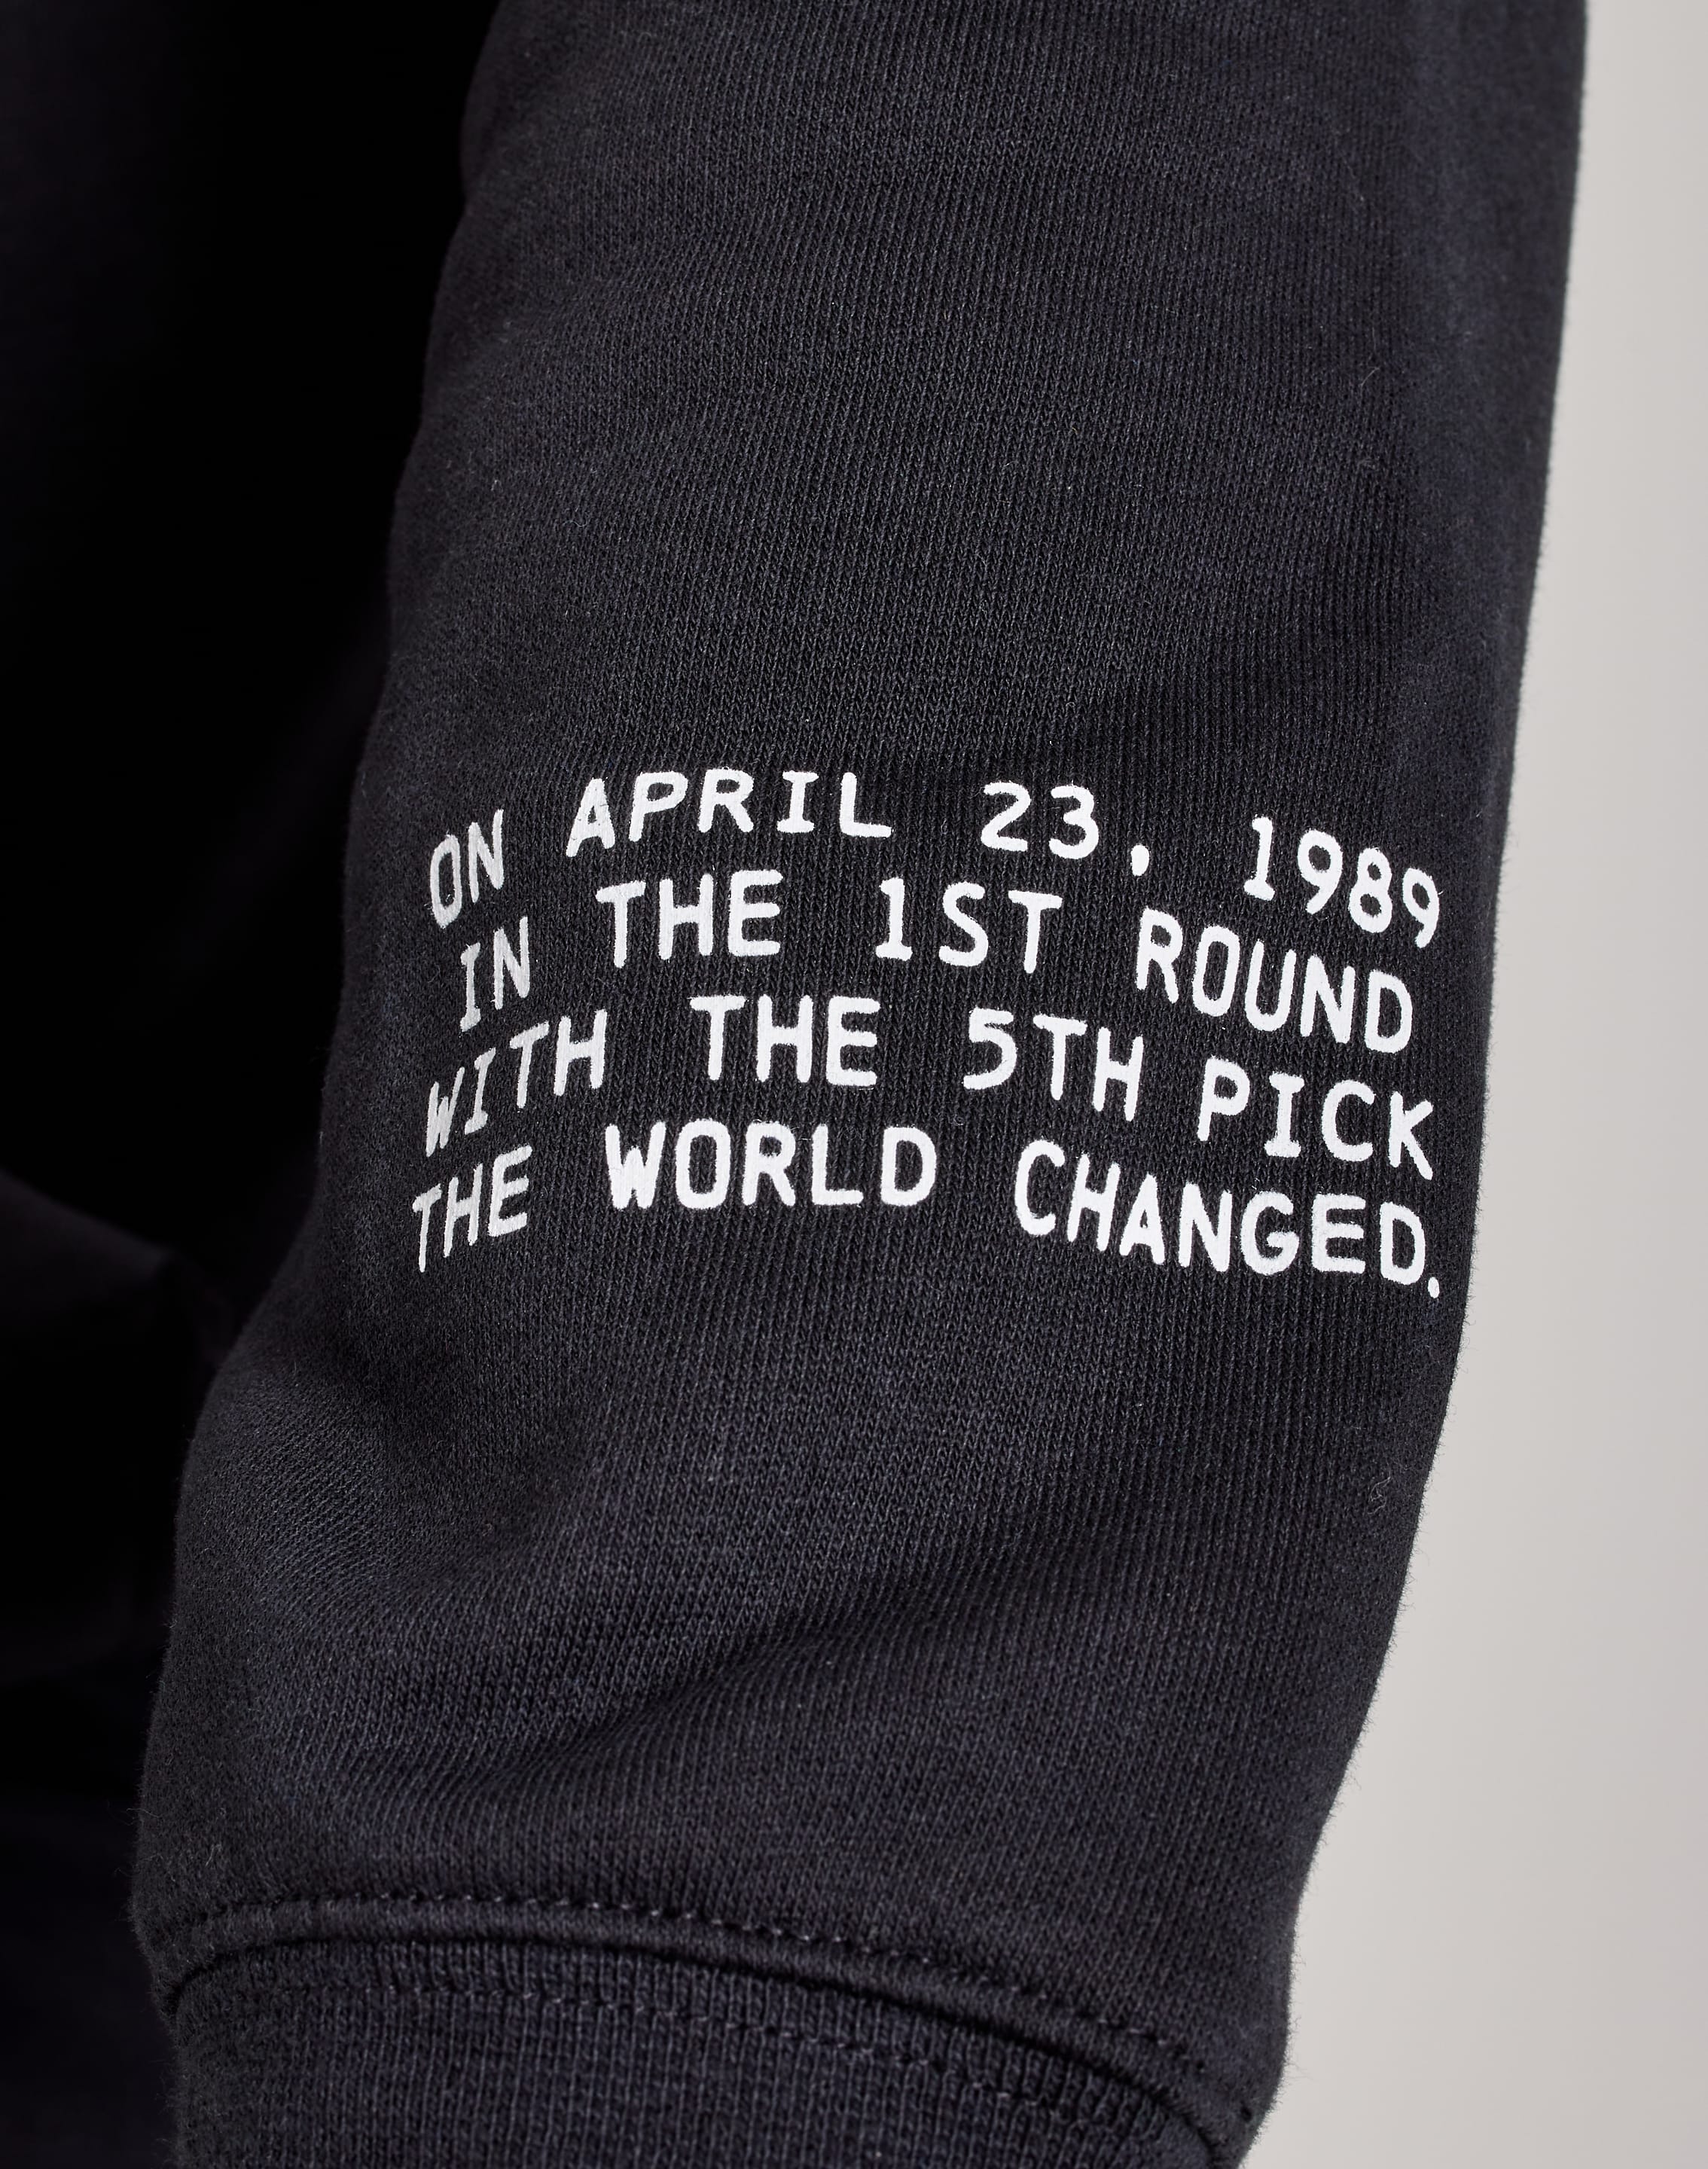 ON APRIL 23, 1989
IN THE 1ST ROUND
WITH THE 5TH PICK
THE WORLD CHANGED.